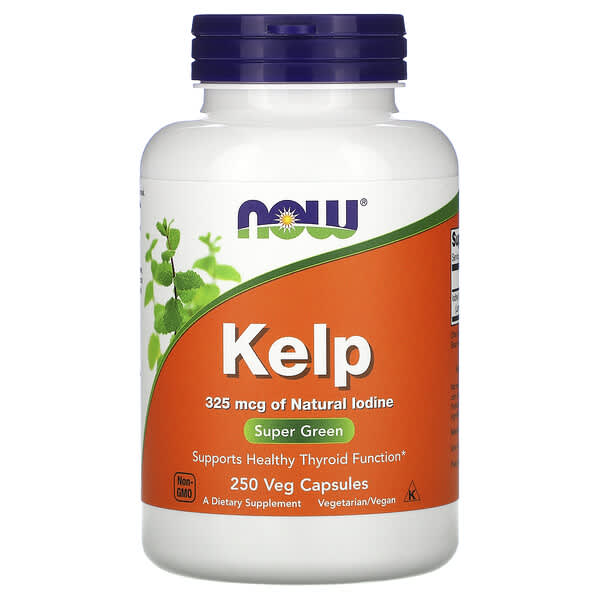 NOW®
Kelp
325 mcg of Natural Iodine
Super Green
Supports Healthy Thyroid Function*
250 Veg Capsules
Non-
GMO
A Dietary Supplement Vegetarian/Vegan
K